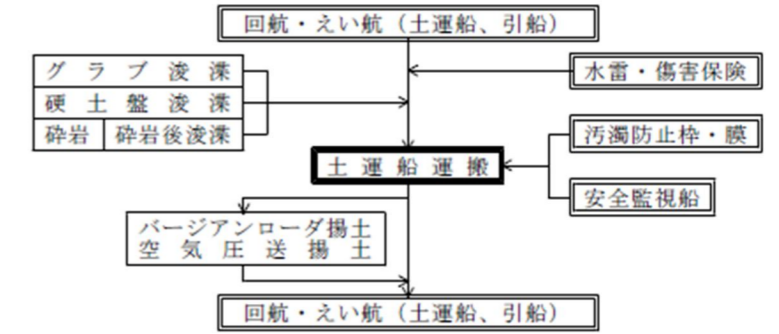 回航・えい航（土運船、引船）
グラブ浚渫
水雷・傷害保険
硬土盤浚渫
砕岩 砕岩後浚渫
汚濁防止枠・膜
土運船運搬
安全監視船
バージアンローダ揚土
空気圧送揚土
回航・えい航（土運船、引船）